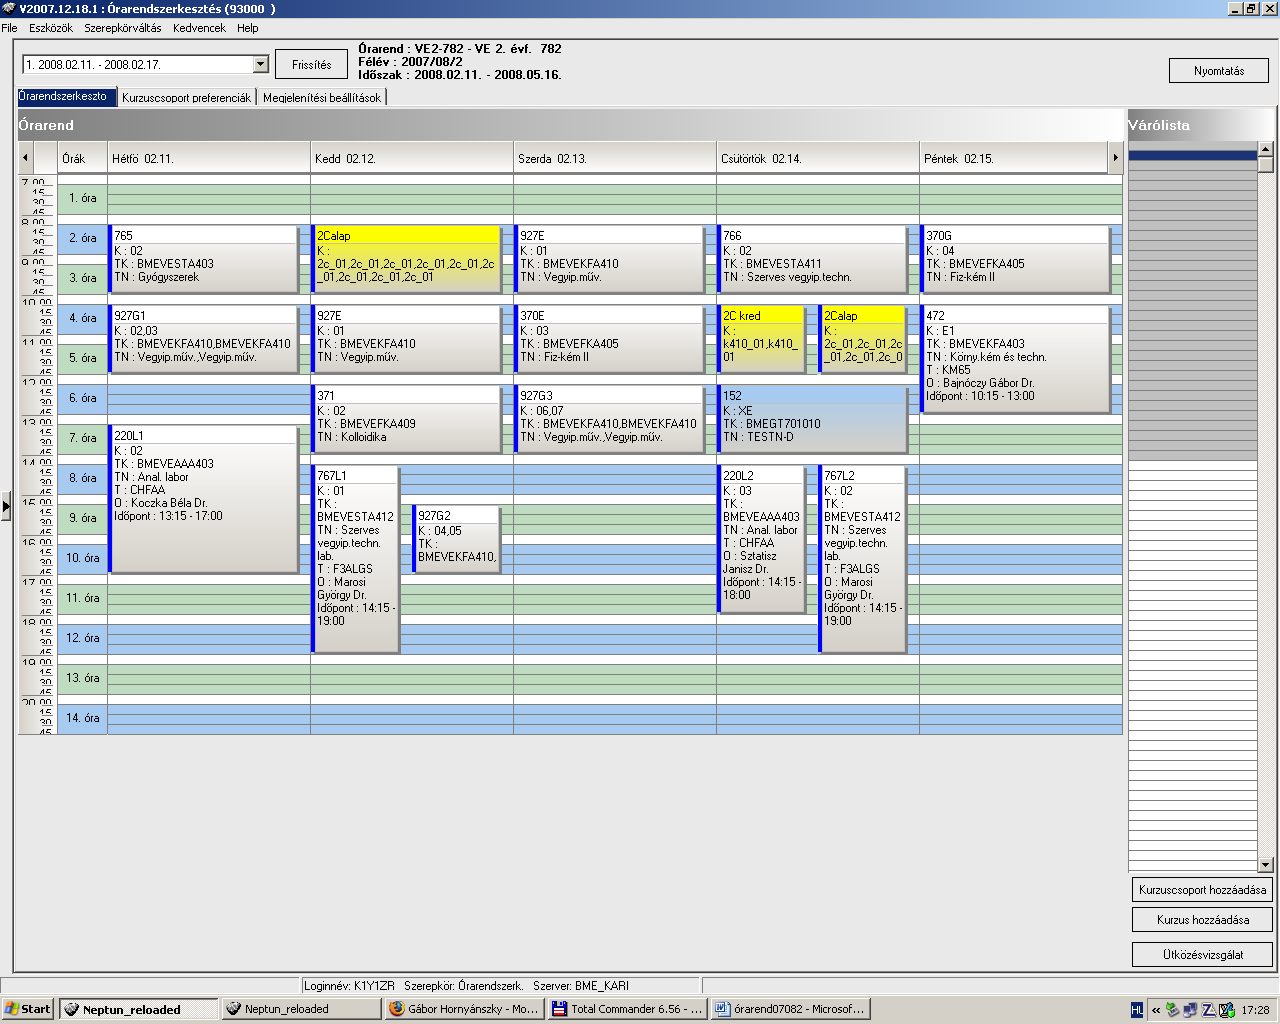 V2007.12.18.1 : Órarendszerkesztés (93000 )
File Eszközök Szerepkörváltás Kedvencek Help
1. 2008.02.11. - 2008.02.17.
Frissítés
Órarend : VE2-782 - VE 2. évf. 782
Félév : 2007/08/2
Időszak : 2008.02.11. - 2008.05.16.
Nyomtatás
Órarendszerkeszto Kurzuscsoport preferenciák Megjelenítési beállítások
Órarend
Várólista
Órák Hétfő 02.11. Kedd 02.12. Szerda 02.13. Csütörtök 02.14. Péntek 02.15.
1. óra
2. óra
3. óra
4. óra
5. óra
6. óra
7. óra
8. óra
9. óra
10. óra
11. óra
12. óra
13. óra
14. óra
765
K : 02
TK : BMEVESTA403
TN : Gyógyszerek
927G1
K : 02,03
TK : BMEVEKFA410,BMEVEKFA410
TN : Vegyip.műv.,Vegyip.műv.
220L1
K : 02
TK : BMEVEAAA403
TN : Anal. labor
T : CHFAA
O : Koczka Béla Dr.
Időpont : 13:15 - 17:00
2Calap
K :
2c_01,2c_01,2c_01,2c_01,2c_01,2c
_01,2c_01,2c_01,2c_01
927E
K : 01
TK : BMEVEKFA410
TN : Vegyip.műv.
371
K : 02
TK : BMEVEFKA409
TN : Kolloidika
767L1
K : 01
TK :
BMEVESTA412
TN : Szerves
vegyip.techn.
lab.
T : F3ALGS
O : Marosi
György Dr.
Időpont : 14:15 -
19:00
927G2
K : 04,05
TK :
BMEVEKFA410,
927E
K : 01
TK : BMEVEKFA410
TN : Vegyip.műv.
370E
K : 03
TK : BMEVEFKA405
TN : Fiz-kém II
927G3
K : 06,07
TK : BMEVEKFA410,BMEVEKFA410
TN : Vegyip.műv.,Vegyip.műv.
766
K : 02
TK : BMEVESTA411
TN : Szerves vegyip.techn.
2C kred
K :
k410_01,k410_
01
2Calap
K :
2c_01,2c_01,2c
_01,2c_01,2c_0
152
K : XE
TK : BMEGT701010
TN : TESTN-D
220L2
K : 03
TK :
BMEVEAAA403
TN : Anal. labor
T : CHFAA
O : Sztatisz
Janisz Dr.
Időpont : 14:15 -
18:00
767L2
K : 02
TK :
BMEVESTA412
TN : Szerves
vegyip.techn.
lab.
T : F3ALGS
O : Marosi
György Dr.
Időpont : 14:15 -
19:00
370G
K : 04
TK : BMEVEFKA405
TN : Fiz-kém II
472
K : E1
TK : BMEVEKFA403
TN : Körny.kém és techn.
T : KM65
O : Bajnóczy Gábor Dr.
Időpont : 10:15 - 13:00
Kurzuscsoport hozzáadása
Kurzus hozzáadása
Ütközésvizsgálat
Loginnév: K1Y1ZR Szerepkör: Órarendszerk. Szerver: BME_KARI
Start Neptun_reloaded Neptun_reloaded Gábor Hornyánszky - Mo... Total Commander 6.56 - ... órarend07082 - Microsof... HU « 17:28